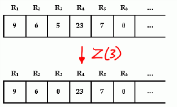 R₁ R₂ R₃ R₄ R₅ R₆ ...
9 6 5 23 7 0 ...
Z(3)
R₁ R₂ R₃ R₄ R₅ R₆ ...
9 6 0 23 7 0 ...